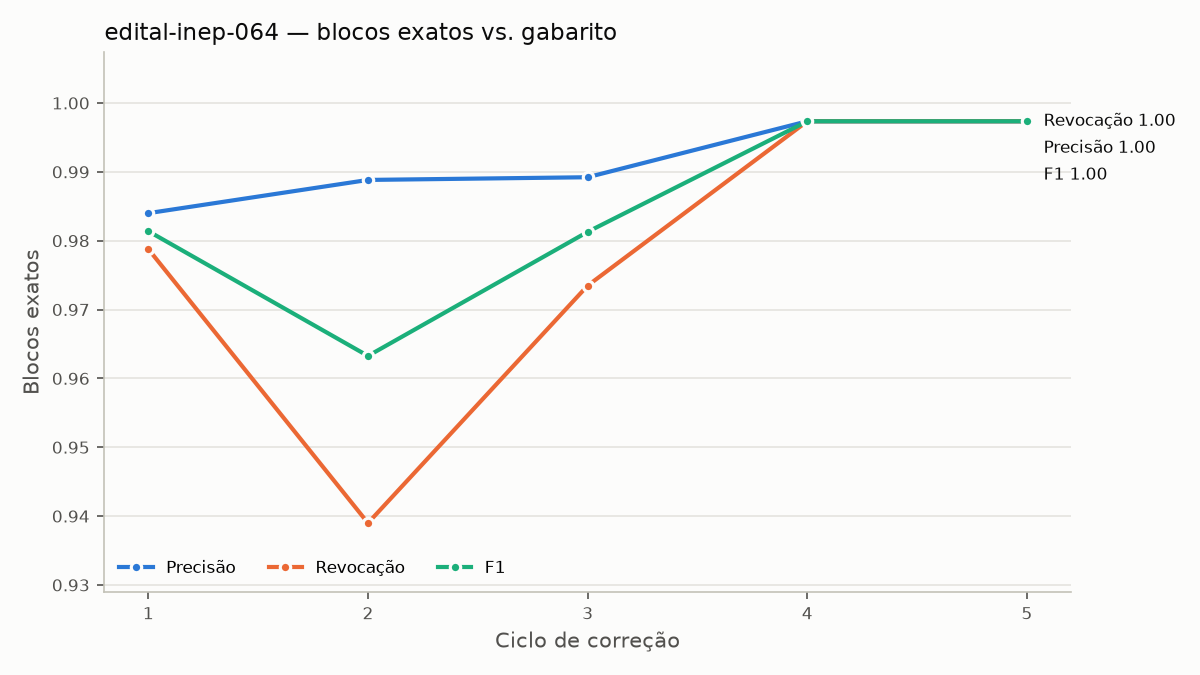 edital-inep-064 — blocos exatos vs. gabarito
Blocos exatos
1.00
0.99
0.98
0.97
0.96
0.95
0.94
0.93
Revocação 1.00
Precisão 1.00
F1 1.00
Precisão
Revocação
F1
1
2
3
4
5
Ciclo de correção